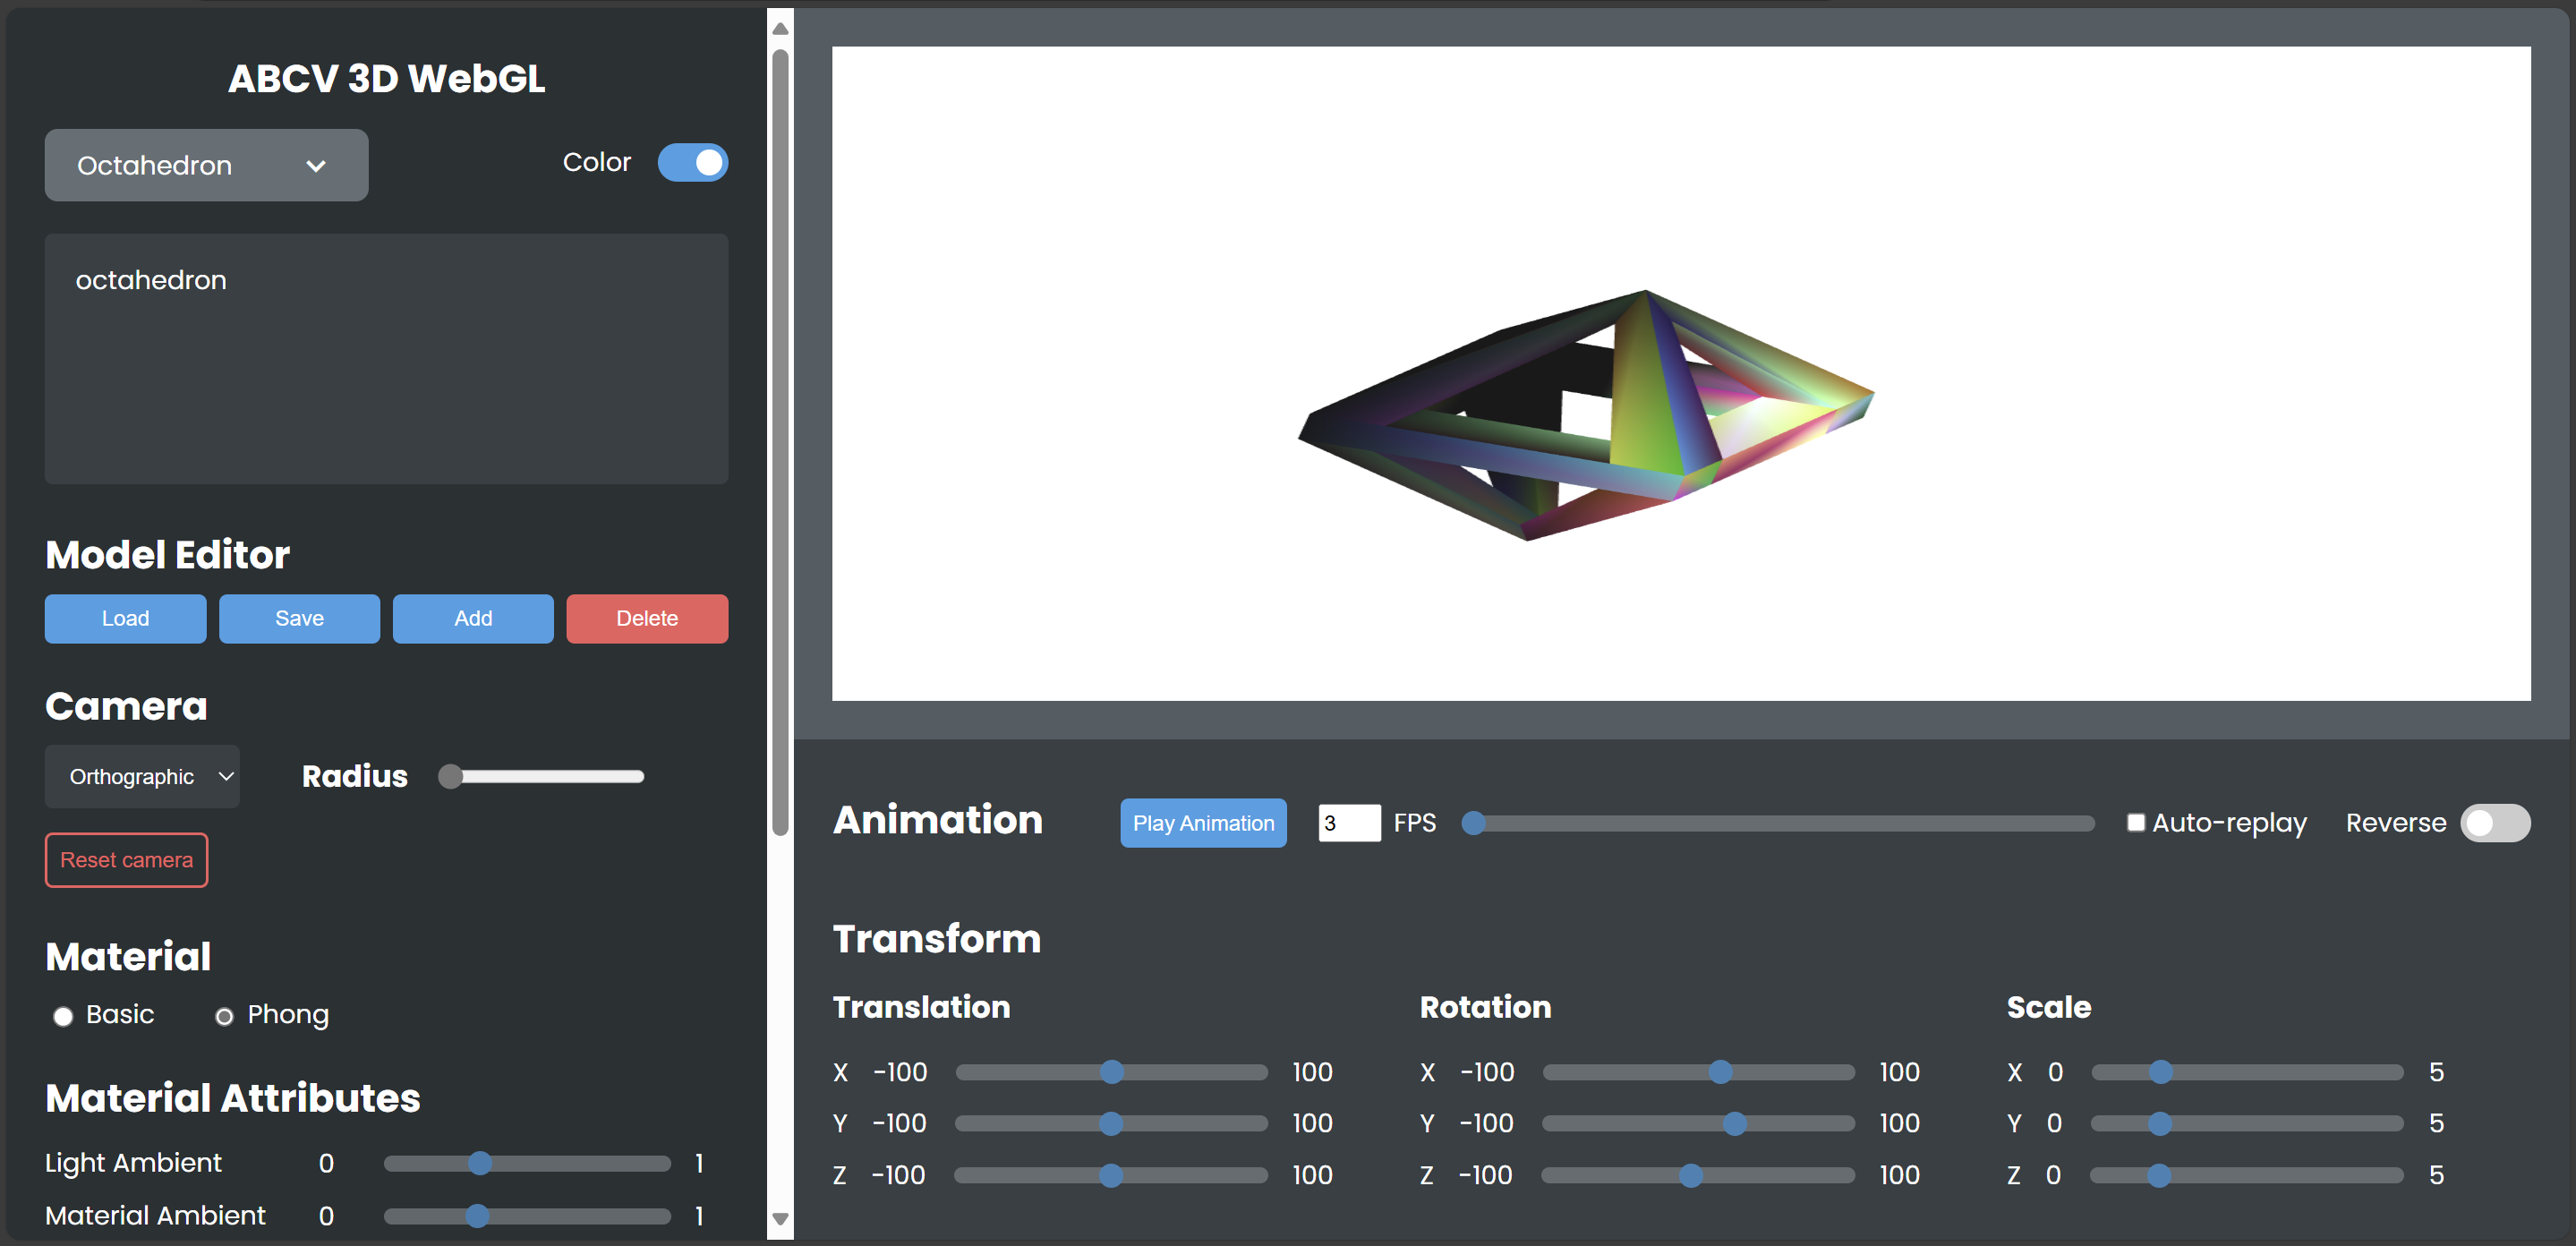 ABCV 3D WebGL
Octahedron
Color
octahedron
Model Editor
Load Save Add Delete
Camera
Orthographic
Radius
Reset camera
Material
Basic Phong
Material Attributes
Light Ambient 0 1
Material Ambient 0 1
Animation Play Animation 3 FPS Auto-replay Reverse
Transform
Translation
X -100 100
Y -100 100
Z -100 100
Rotation
X -100 100
Y -100 100
Z -100 100
Scale
X 0 5
Y 0 5
Z 0 5